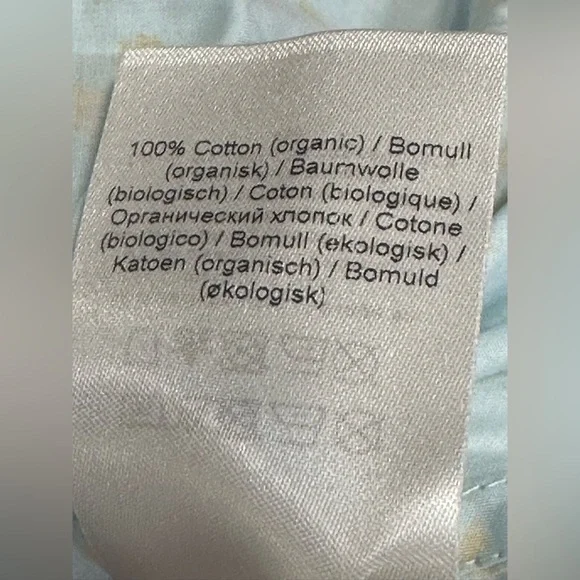 100% Cotton (organic) / Bomull
(organisk) / Baumwolle
(biologisch) / Coton (biologique) /
Органический хлопок / Cotone
(biologico) / Bomull (ekologisk) /
Katoen (organisch) / Bomuld
(økologisk)